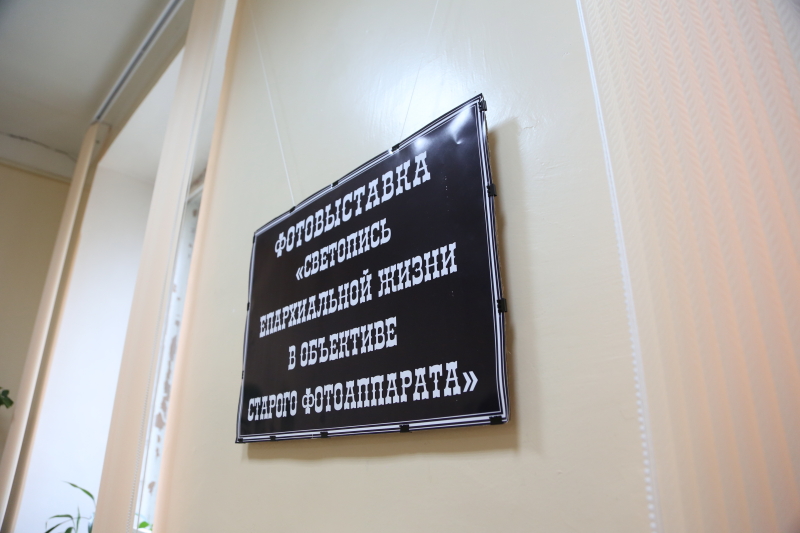 ФОТОВЫСТАВКА
«СВЕТОПИСЬ
ЕПАРХИАЛЬНОЙ ЖИЗНИ
В ОБЪЕКТИВЕ
СТАРОГО ФОТОАППАРАТА»